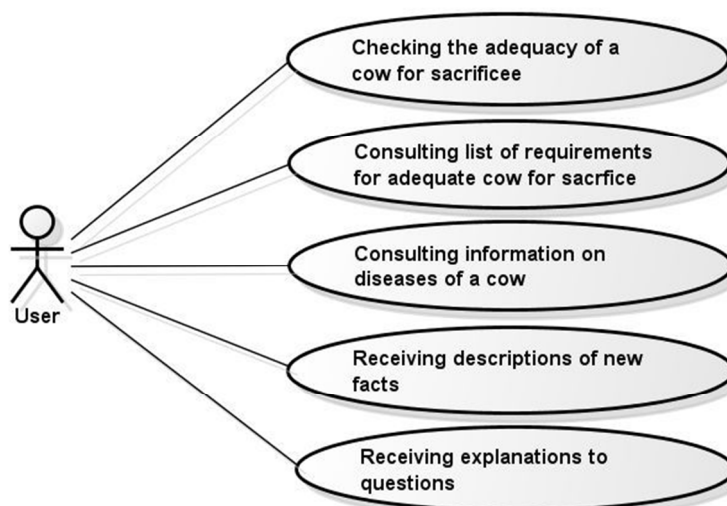 Checking the adequacy of a
cow for sacrificee
Consulting list of requirements
for adequate cow for sacrfice
Consulting information on
diseases of a cow
User
Receiving descriptions of new
facts
Receiving explanations to
questions